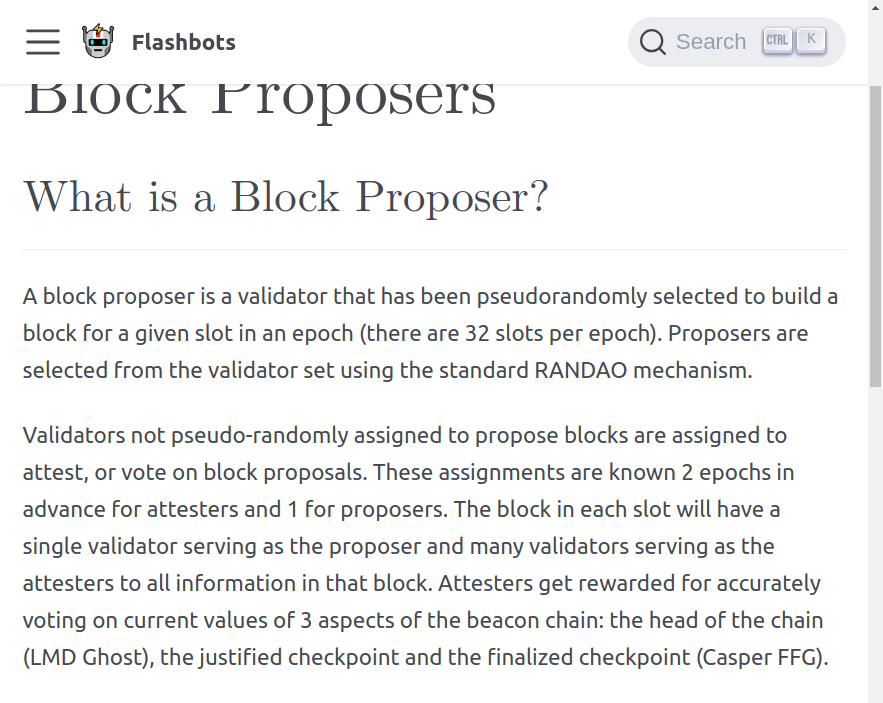 Flashbots
Search CTRL K
Block Proposers
What is a Block Proposer?
A block proposer is a validator that has been pseudorandomly selected to build a
block for a given slot in an epoch (there are 32 slots per epoch). Proposers are
selected from the validator set using the standard RANDAO mechanism.
Validators not pseudo-randomly assigned to propose blocks are assigned to
attest, or vote on block proposals. These assignments are known 2 epochs in
advance for attesters and 1 for proposers. The block in each slot will have a
single validator serving as the proposer and many validators serving as the
attesters to all information in that block. Attesters get rewarded for accurately
voting on current values of 3 aspects of the beacon chain: the head of the chain
(LMD Ghost), the justified checkpoint and the finalized checkpoint (Casper FFG).